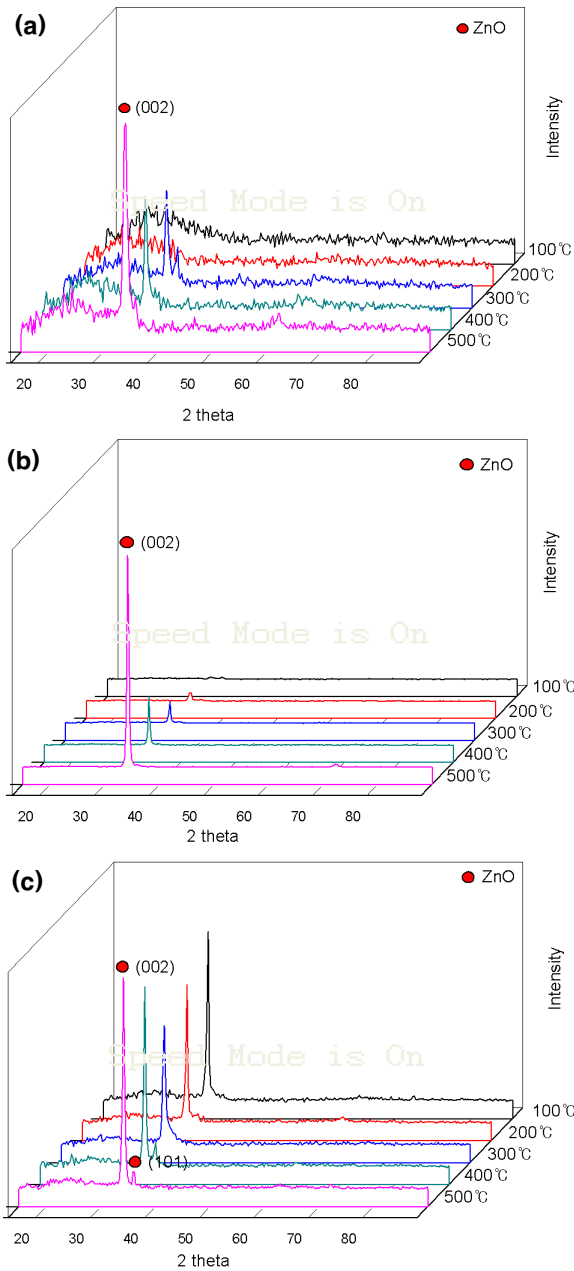 (a)
ZnO
(002)
Intensity
Speed Mode is On
100℃
200℃
300℃
400℃
500℃
20 30 40 50 60 70 80
2 theta
(b)
ZnO
(002)
Intensity
Speed Mode is On
100℃
200℃
300℃
400℃
500℃
20 30 40 50 60 70 80
2 theta
(c)
ZnO
(002)
Intensity
Speed Mode is On
100℃
200℃
300℃
(101)
400℃
500℃
20 30 40 50 60 70 80
2 theta